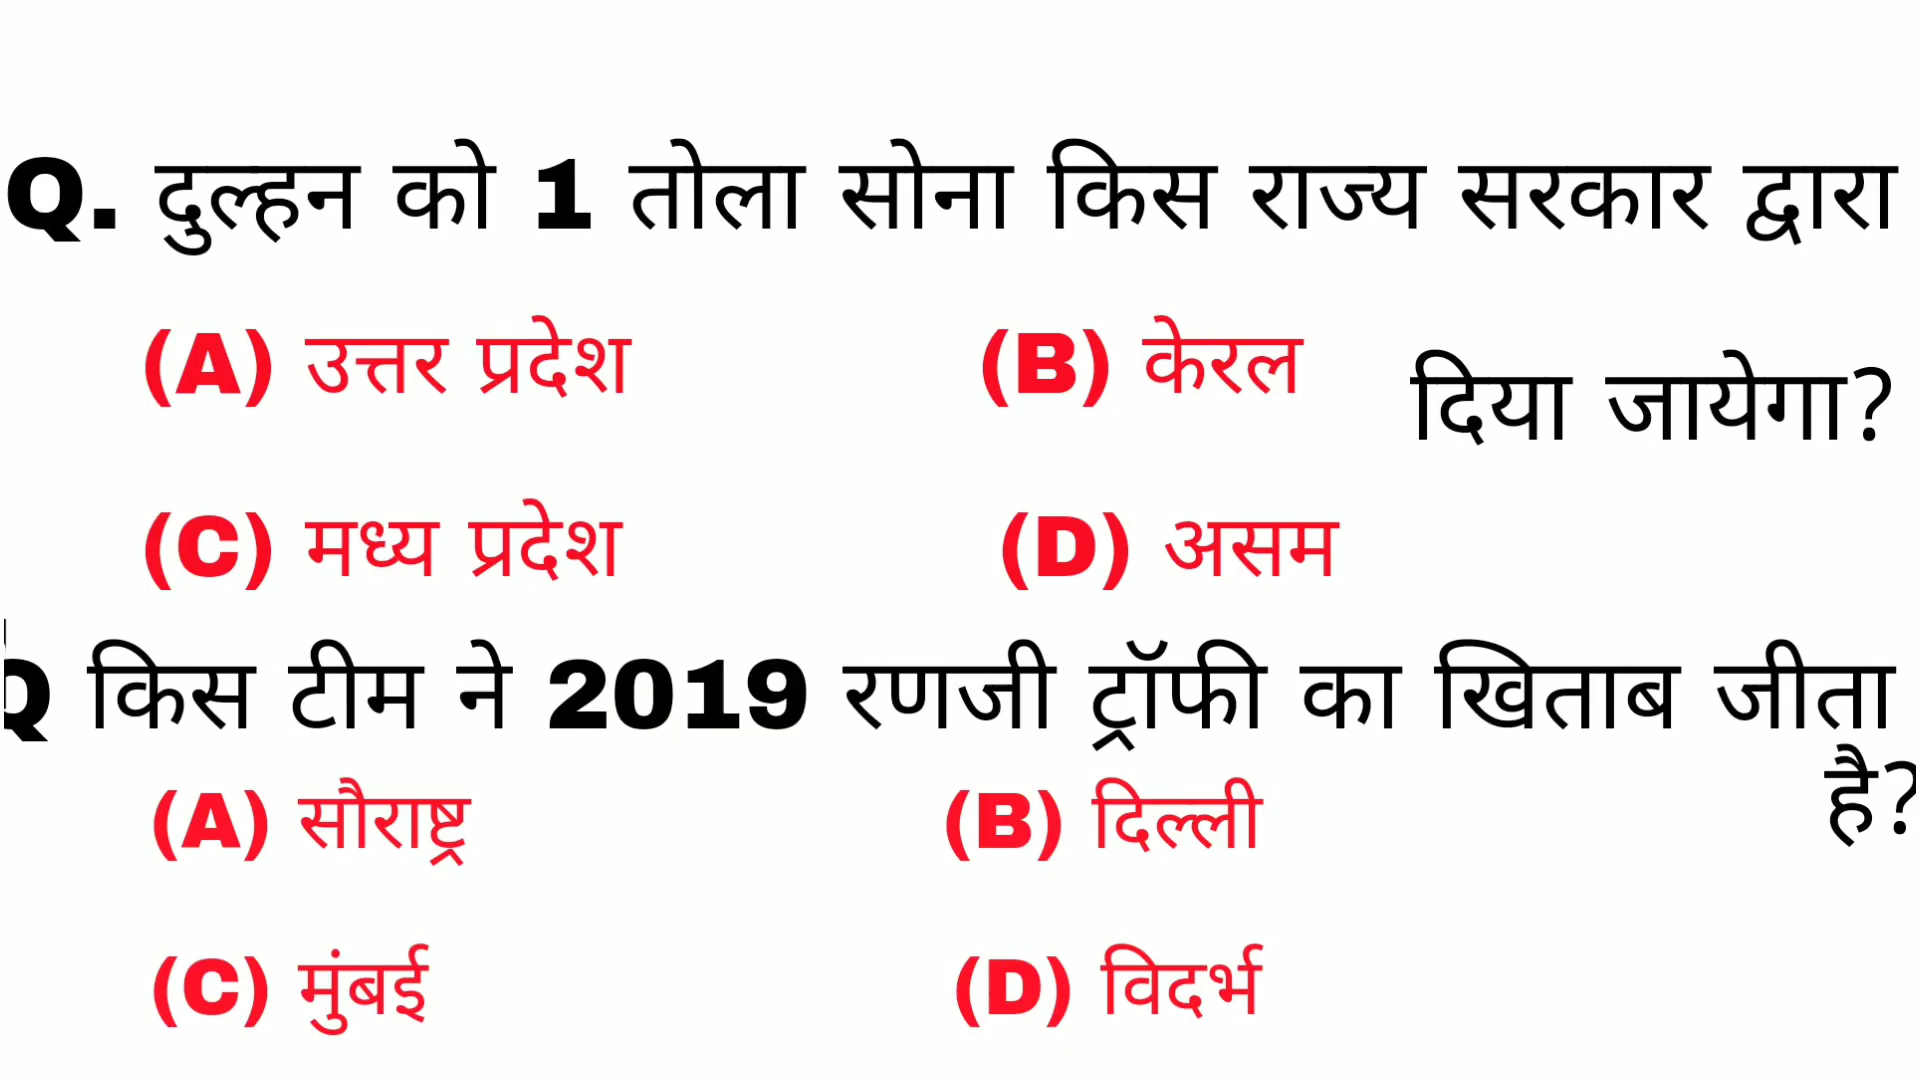 Q. दुल्हन को 1 तोला सोना किस राज्य सरकार द्वारा
दिया जायेगा?
(A) उत्तर प्रदेश (B) केरल
(C) मध्य प्रदेश (D) असम
Q किस टीम ने 2019 रणजी ट्रॉफी का खिताब जीता
है?
(A) सौराष्ट्र (B) दिल्ली
(C) मुंबई (D) विदर्भ